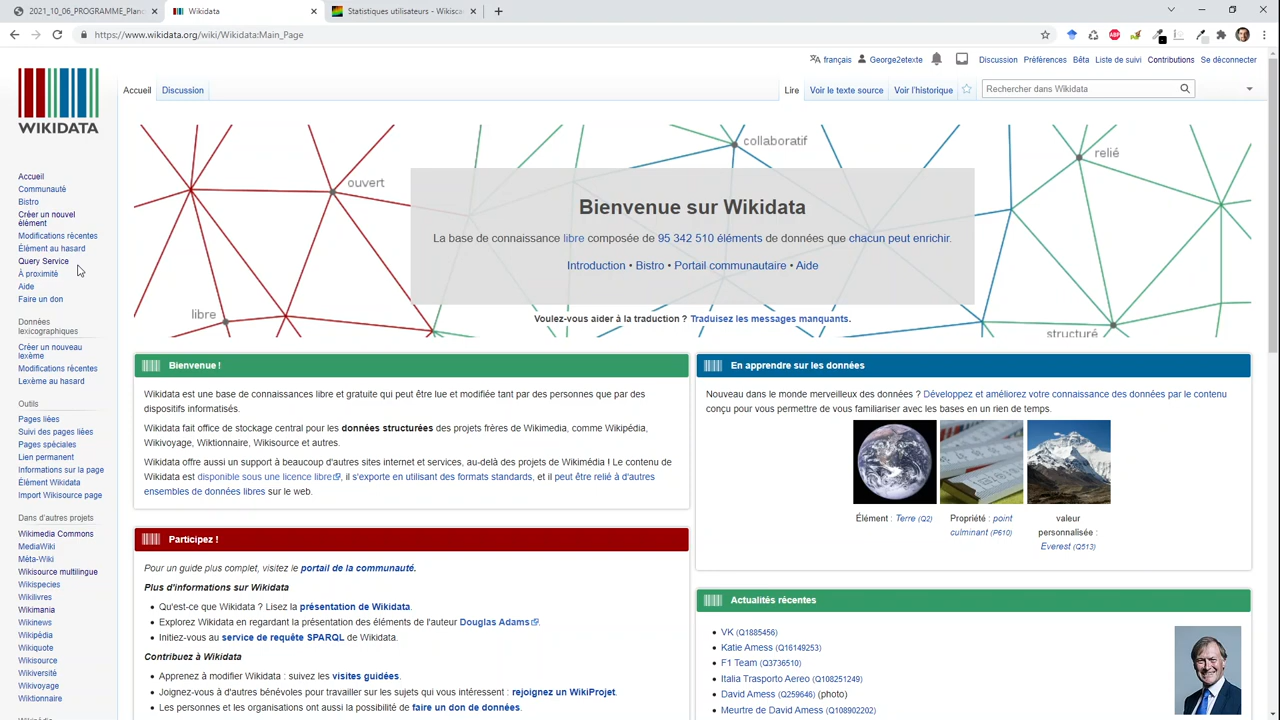 2021_10_06_PROGRAMME_Plan
Wikidata
Statistiques utilisateurs - Wikisca
https://www.wikidata.org/wiki/Wikidata:Main_Page
français George2etexte Discussion Préférences Bêta Liste de suivi Contributions Se déconnecter
WIKIDATA
Accueil Discussion Lire Voir le texte source Voir l'historique Rechercher dans Wikidata
Accueil
Communauté
Bistro
Créer un nouvel
élément
Modifications récentes
Élément au hasard
Query Service
À proximité
Aide
Faire un don
Données
lexicographiques
Créer un nouveau
lexème
Modifications récentes
Lexème au hasard
Outils
Pages liées
Suivi des pages liées
Pages spéciales
Lien permanent
Informations sur la page
Élément Wikidata
Import Wikisource page
Dans d'autres projets
Wikimedia Commons
MediaWiki
Méta-Wiki
Wikisource multilingue
Wikispecies
Wikilivres
Wikimania
Wikinews
Wikipédia
Wikiquote
Wikisource
Wikiversité
Wikivoyage
Wiktionnaire
collaboratif
relié
ouvert
libre
structuré
Bienvenue sur Wikidata
La base de connaissance libre composée de 95 342 510 éléments de données que chacun peut enrichir.
Introduction • Bistro • Portail communautaire • Aide
Voulez-vous aider à la traduction ? Traduisez les messages manquants.
Bienvenue !
Wikidata est une base de connaissances libre et gratuite qui peut être lue et modifiée tant par des personnes que par des
dispositifs informatisés.
Wikidata fait office de stockage central pour les données structurées des projets frères de Wikimedia, comme Wikipédia,
Wikivoyage, Wiktionnaire, Wikisource et autres.
Wikidata offre aussi un support à beaucoup d'autres sites internet et services, au-delà des projets de Wikimédia ! Le contenu de
Wikidata est disponible sous une licence libre, il s'exporte en utilisant des formats standards, et il peut être relié à d'autres
ensembles de données libres sur le web.
Participez !
Pour un guide plus complet, visitez le portail de la communauté.
Plus d'informations sur Wikidata
• Qu'est-ce que Wikidata ? Lisez la présentation de Wikidata.
• Explorez Wikidata en regardant la présentation des éléments de l'auteur Douglas Adams.
• Initiez-vous au service de requête SPARQL de Wikidata.
Contribuez à Wikidata
• Apprenez à modifier Wikidata : suivez les visites guidées.
• Joignez-vous à d'autres bénévoles pour travailler sur les sujets qui vous intéressent : rejoignez un WikiProjet.
• Les personnes et les organisations ont aussi la possibilité de faire un don de données.
En apprendre sur les données
Nouveau dans le monde merveilleux des données ? Développez et améliorez votre connaissance des données par le contenu
conçu pour vous permettre de vous familiariser avec les bases en un rien de temps.
Élément : Terre (Q2)
Propriété : point
culminant (P610)
valeur
personnalisée :
Everest (Q513)
Actualités récentes
• VK (Q1885456)
• Katie Amess (Q16149253)
• F1 Team (Q3736510)
• Italia Trasporto Aereo (Q108251249)
• David Amess (Q259646) (photo)
• Meurtre de David Amess (Q108902202)